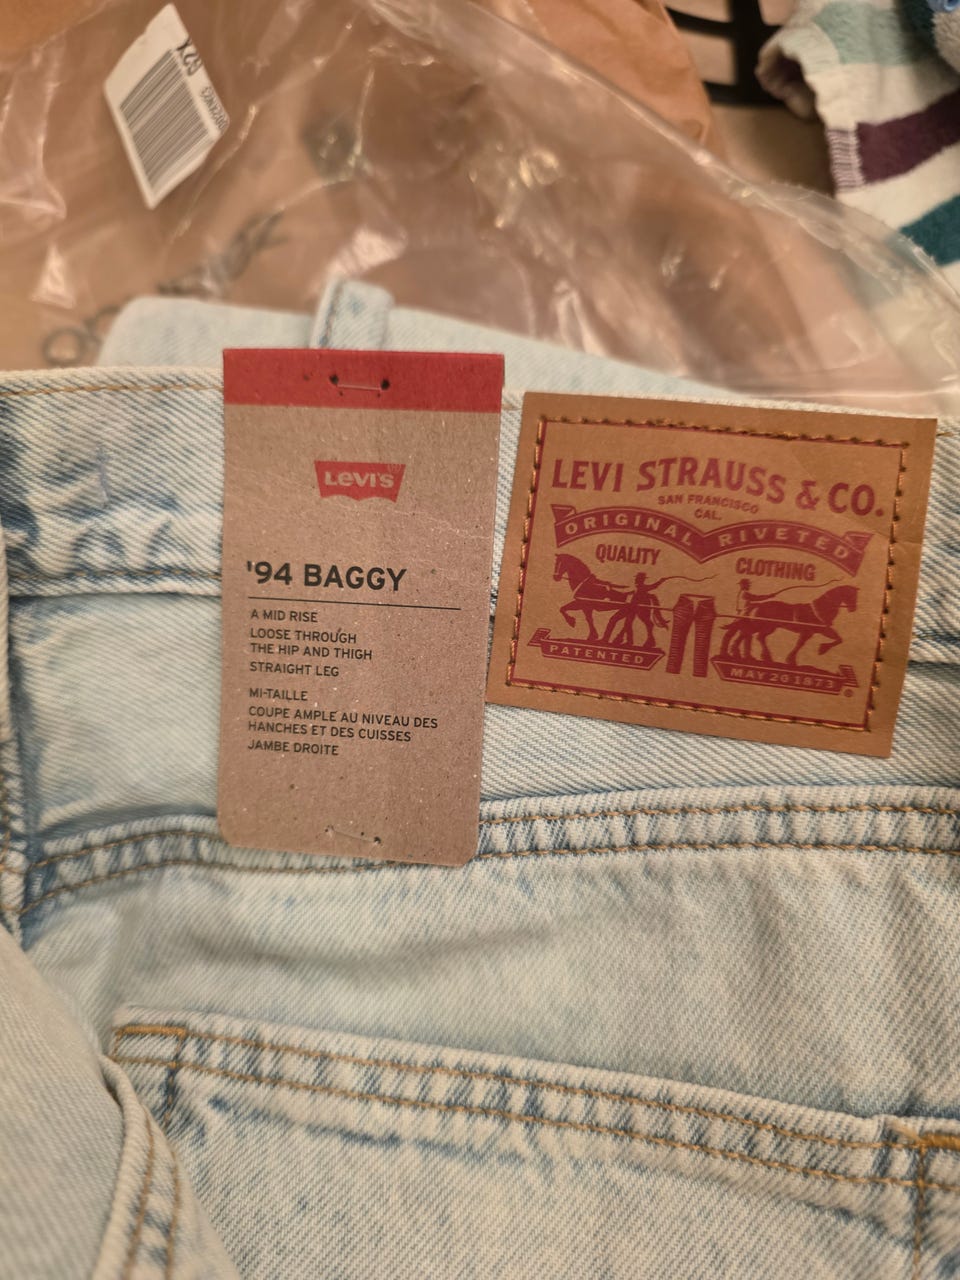 LEVI'S
'94 BAGGY
A MID RISE
LOOSE THROUGH
THE HIP AND THIGH
STRAIGHT LEG
MI-TAILLE
COUPE AMPLE AU NIVEAU DES
HANCHES ET DES CUISSES
JAMBE DROITE
LEVI STRAUSS & CO.
SAN FRANCISCO
CAL.
ORIGINAL RIVETED
QUALITY CLOTHING
PATENTED MAY 20 1873
®